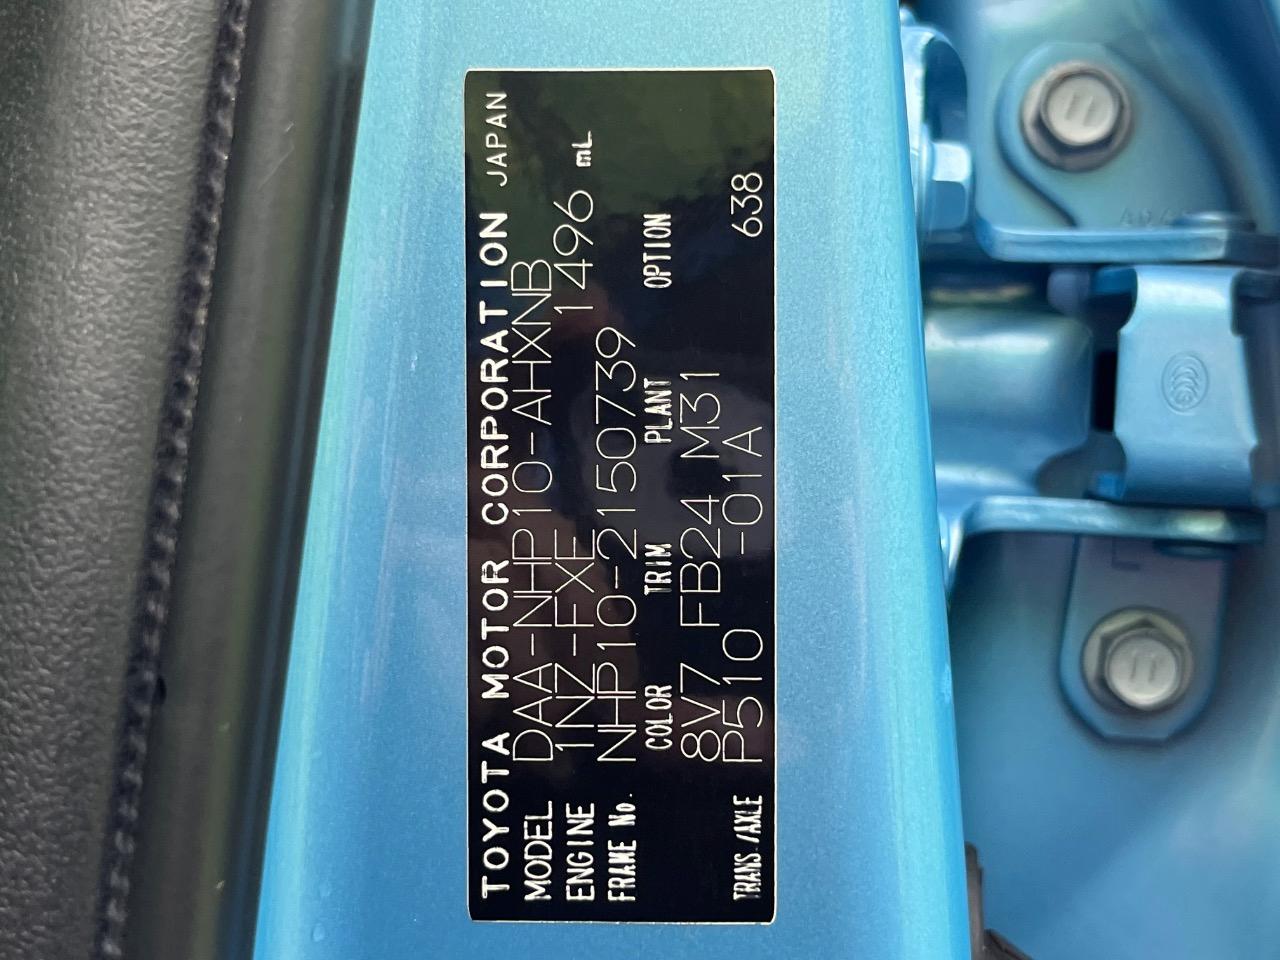 TOYOTA MOTOR CORPORATION JAPAN
MODEL DAA-NHP10-AHXNB
ENGINE 1NZ-FXE 1496 mL
FRAME No. NHP10-2150739
COLOR TRIM PLANT OPTION
8V7 FB24 M31
TRANS./AXLE P510 -01A 638